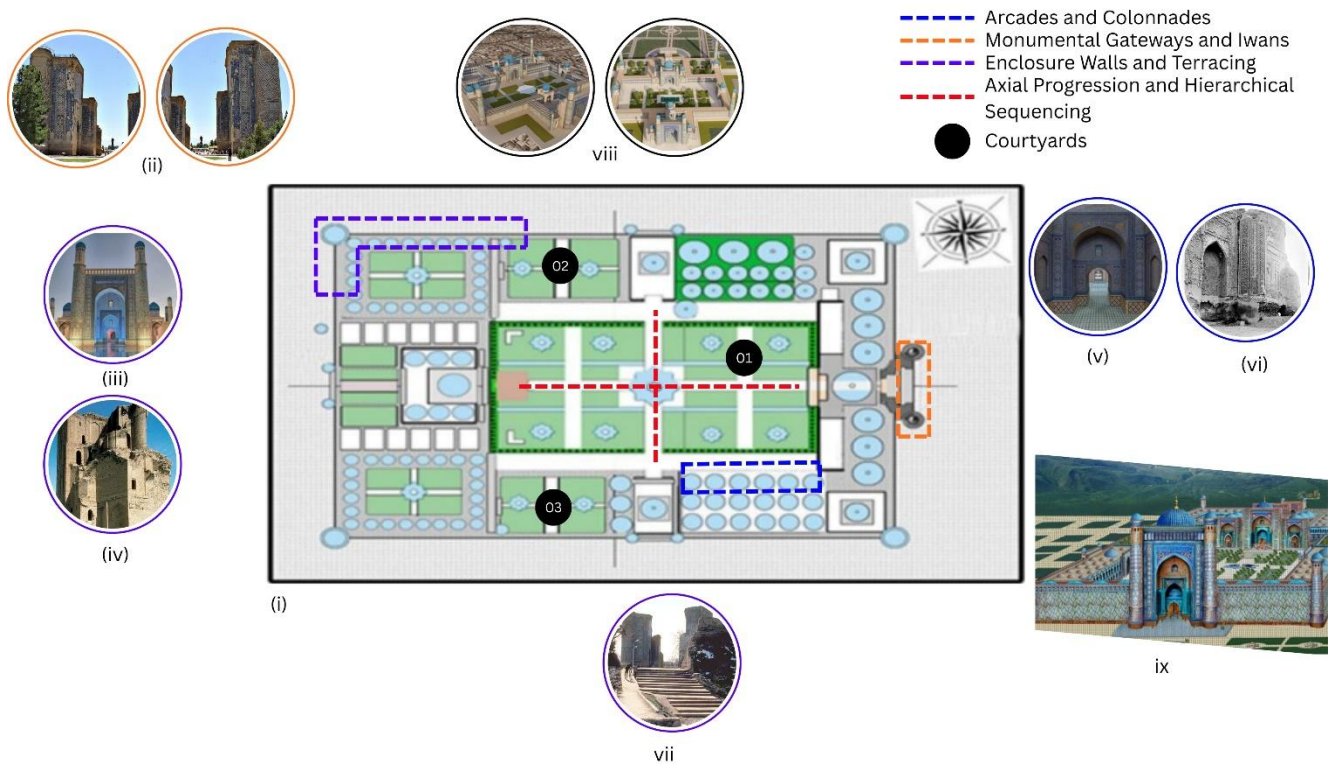 Arcades and Colonnades
Monumental Gateways and Iwans
Enclosure Walls and Terracing
Axial Progression and Hierarchical
Sequencing
Courtyards
(ii)
viii
(iii)
(iv)
02
01
03
(v)
(vi)
(i)
vii
ix